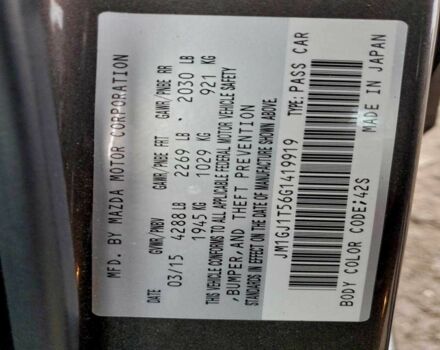 MFD. BY MAZDA MOTOR CORPORATION
DATE GVWR/PNBV GAWR/PNBE FRT GAWR/PNBE RR
03/15 4288 LB 2269 LB · 2030 LB
1945 KG 1029 KG 921 KG
THIS VEHICLE CONFORMS TO ALL APPLICABLE FEDERAL MOTOR VEHICLE SAFETY
,BUMPER,AND THEFT PREVENTION
STANDARDS IN EFFECT ON THE DATE OF MANUFACTURE SHOWN ABOVE.
JM1GJ1T56G1419919 TYPE: PASS CAR
BODY COLOR CODE;42S MADE IN JAPAN